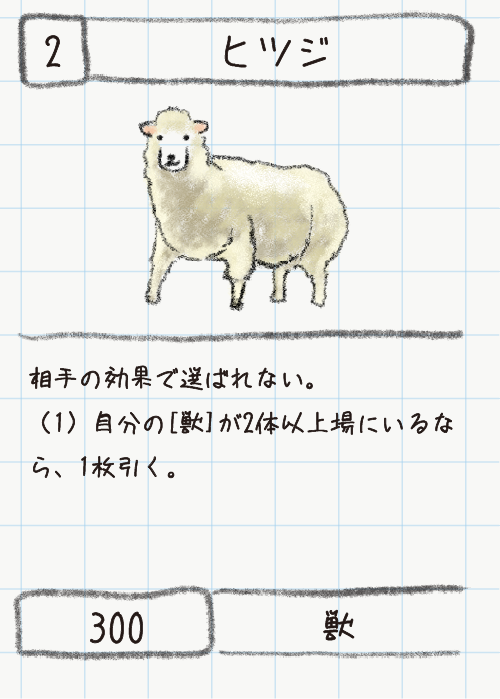 2
ヒツジ
相手の効果で選ばれない。
（1）自分の[獣]が2体以上場にいるな
ら、1枚引く。
300
獣